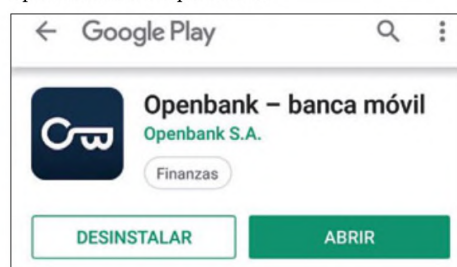 Google Play
Openbank – banca móvil
Openbank S.A.
Finanzas
DESINSTALAR
ABRIR